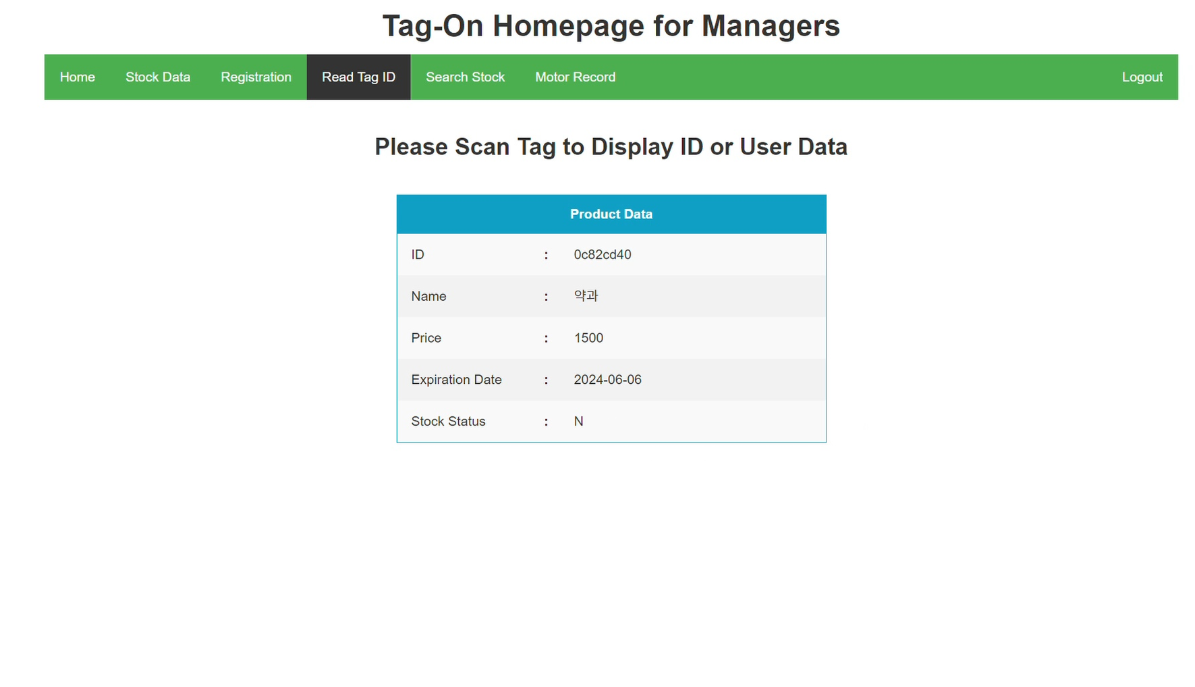 Tag-On Homepage for Managers
Home Stock Data Registration Read Tag ID Search Stock Motor Record Logout
Please Scan Tag to Display ID or User Data
Product Data
ID : 0c82cd40
Name : 약과
Price : 1500
Expiration Date : 2024-06-06
Stock Status : N